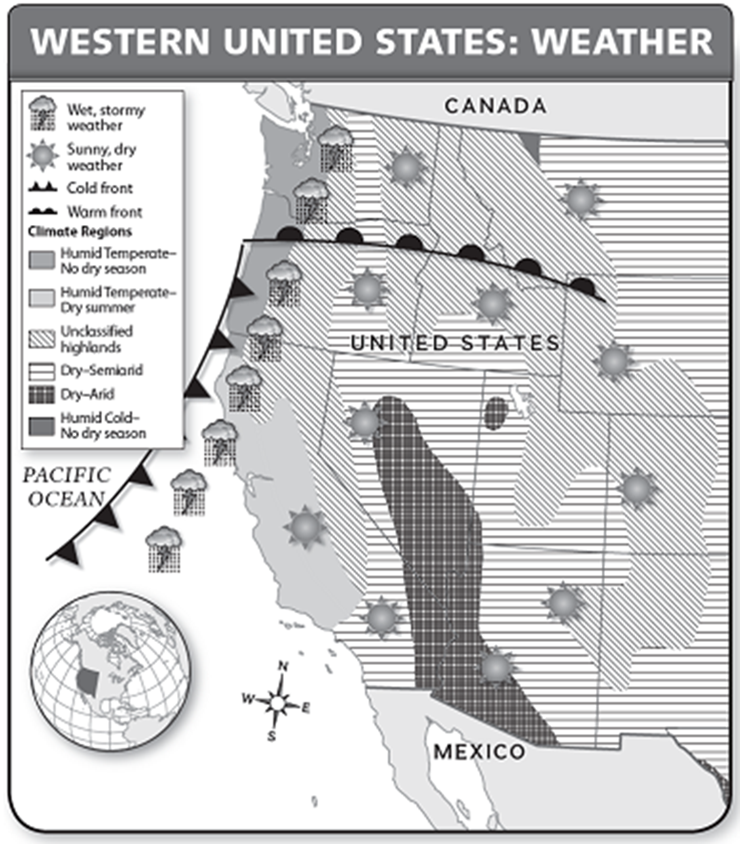 WESTERN UNITED STATES: WEATHER
Wet, stormy
weather
Sunny, dry
weather
Cold front
Warm front
Climate Regions
Humid Temperate–
No dry season
Humid Temperate–
Dry summer
Unclassified
highlands
Dry–Semiarid
Dry–Arid
Humid Cold–
No dry season
CANADA
UNITED STATES
PACIFIC
OCEAN
N
W
E
S
MEXICO